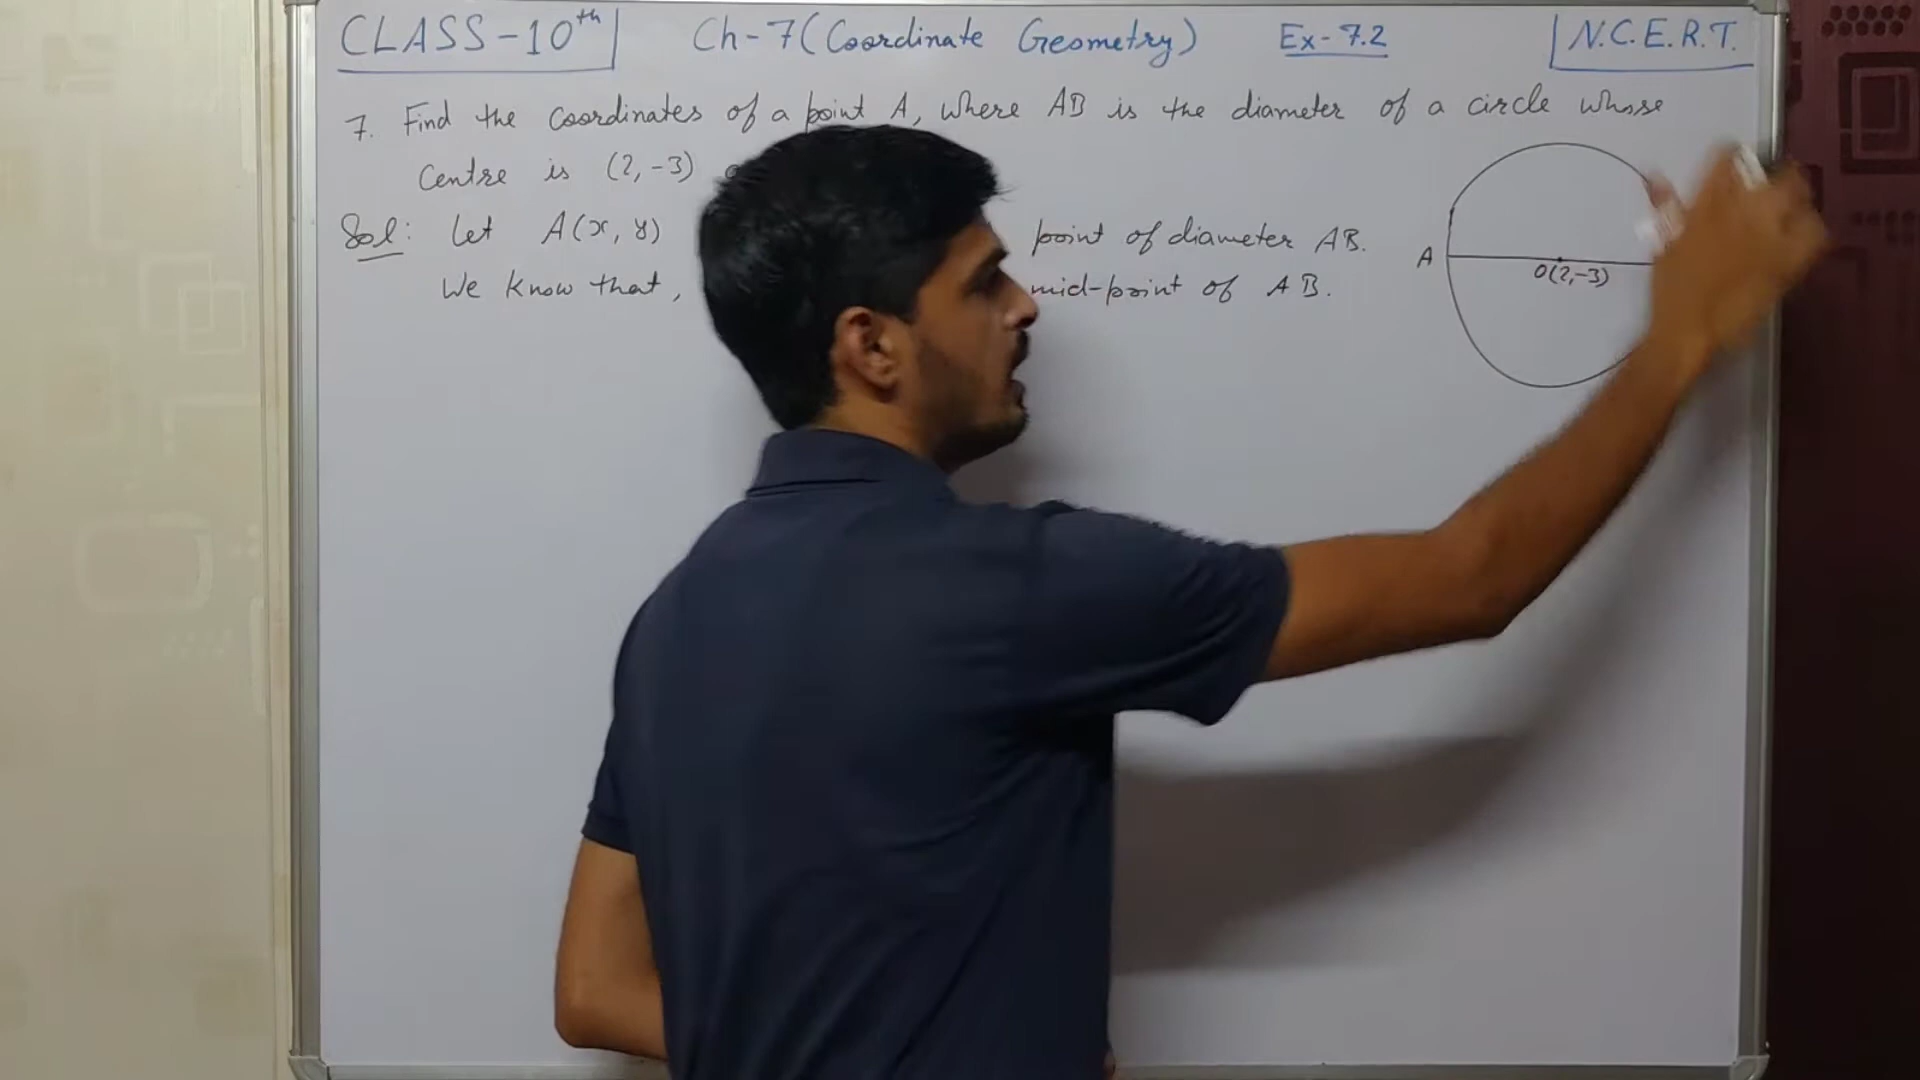 CLASS-10th Ch-7 (Coordinate Geometry) Ex-7.2 N.C.E.R.T.
7. Find the coordinates of a point A, where AB is the diameter of a circle whose
Centre is (2,-3)
Sol: Let A(x, y) point of diameter AB.
We know that, mid-point of AB.
A
O(2,-3)